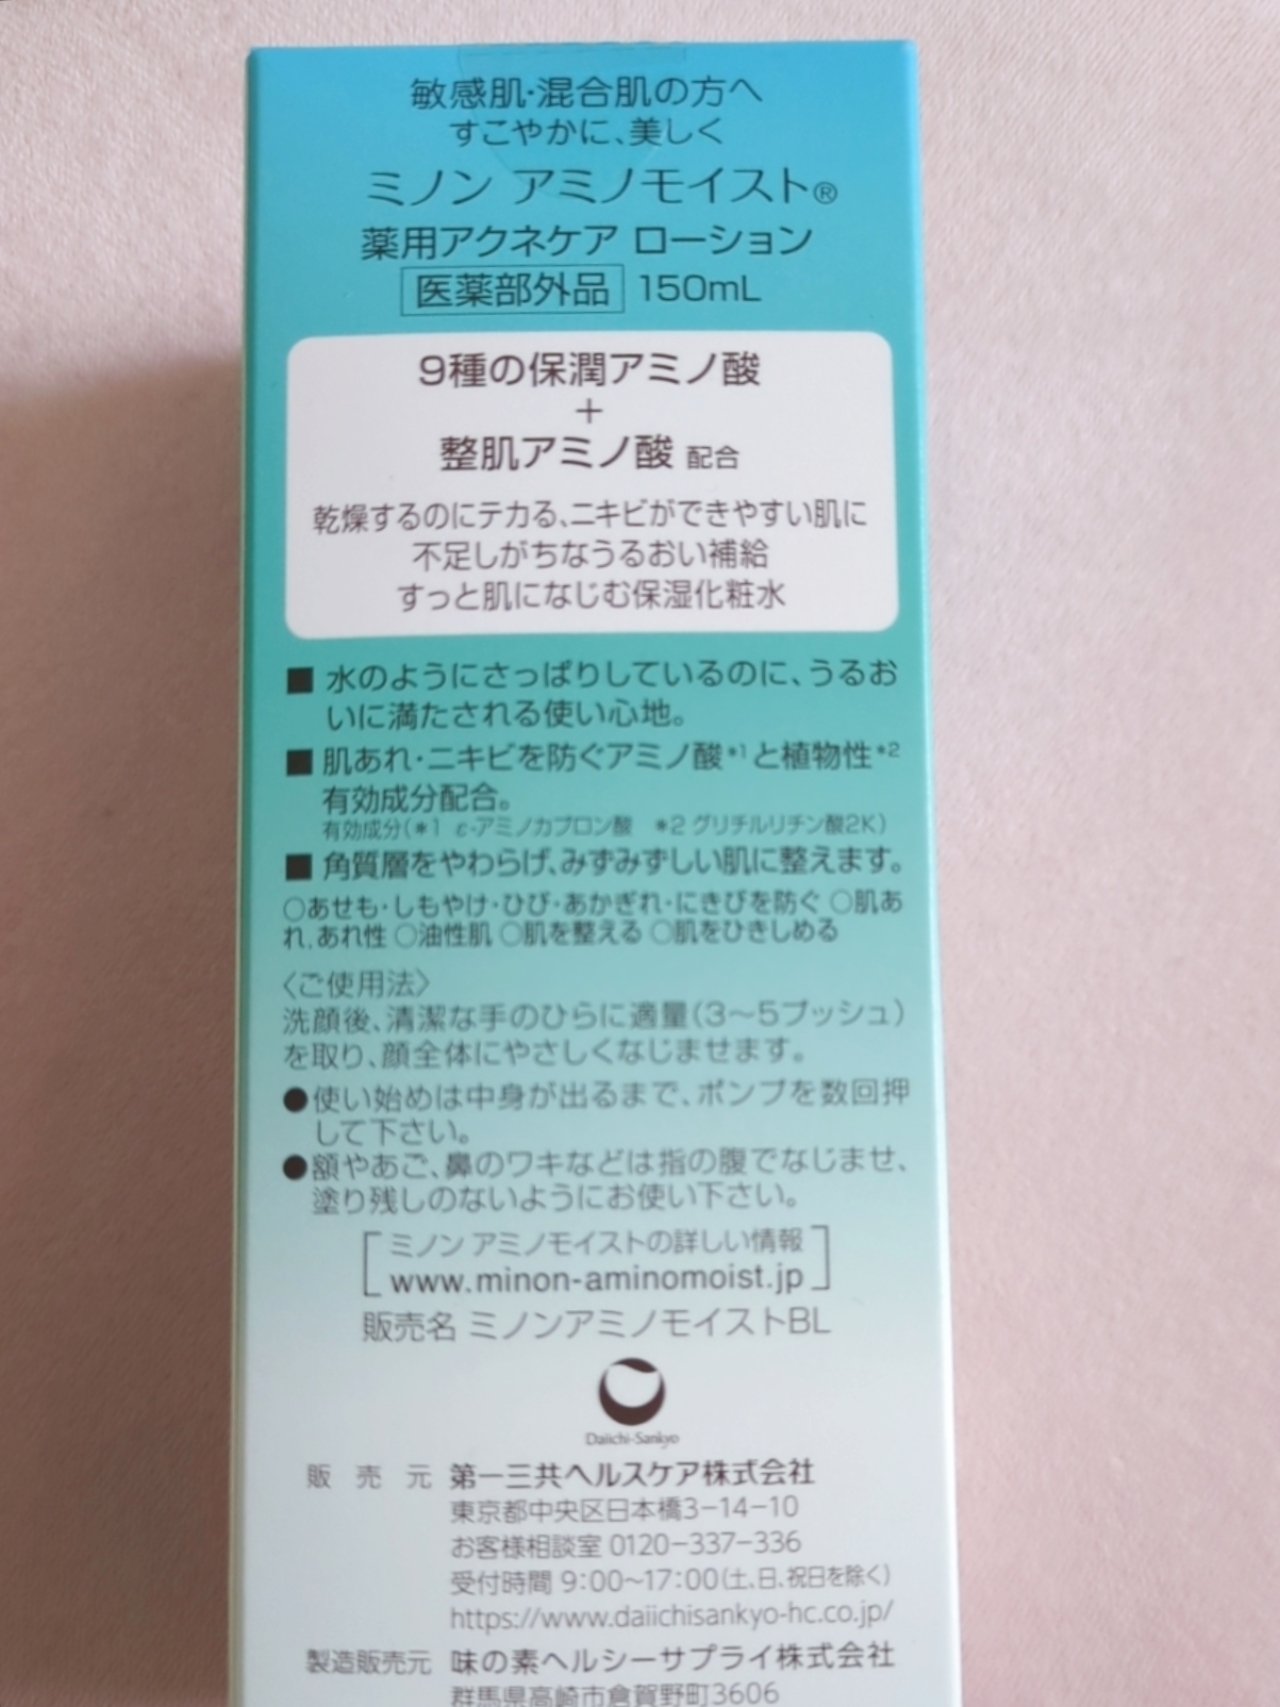 敏感肌・混合肌の方へ
すこやかに、美しく
ミノン アミノモイスト®
薬用アクネケア ローション
医薬部外品 150mL
9種の保潤アミノ酸
+
整肌アミノ酸 配合
乾燥するのにテカる、ニキビができやすい肌に
不足しがちなうるおい補給
すっと肌になじむ保湿化粧水
■ 水のようにさっぱりしているのに、うるお
いに満たされる使い心地。
■ 肌あれ・ニキビを防ぐアミノ酸*1と植物性*2
有効成分配合。
有効成分(*1 ε-アミノカプロン酸 *2 グリチルリチン酸2K)
■ 角質層をやわらげ、みずみずしい肌に整えます。
○あせも・しもやけ・ひび・あかぎれ・にきびを防ぐ ○肌あ
れ、あれ性 ○油性肌 ○肌を整える ○肌をひきしめる
〈ご使用法〉
洗顔後、清潔な手のひらに適量(3〜5プッシュ)
を取り、顔全体にやさしくなじませます。
●使い始めは中身が出るまで、ポンプを数回押
して下さい。
●額やあご、鼻のワキなどは指の腹でなじませ、
塗り残しのないようにお使い下さい。
ミノン アミノモイストの詳しい情報
www.minon-aminomoist.jp
販売名 ミノンアミノモイストBL
Daiichi-Sankyo
販売元 第一三共ヘルスケア株式会社
東京都中央区日本橋3-14-10
お客様相談室 0120-337-336
受付時間 9:00〜17:00(土、日、祝日を除く)
https://www.daiichisankyo-hc.co.jp/
製造販売元 味の素ヘルシーサプライ株式会社
群馬県高崎市倉賀野町3606